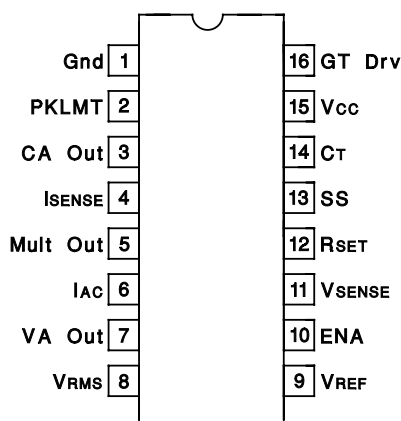 Gnd 1 16 GT Drv
PKLMT 2 15 VCC
CA Out 3 14 CT
ISENSE 4 13 SS
Mult Out 5 12 RSET
IAC 6 11 VSENSE
VA Out 7 10 ENA
VRMS 8 9 VREF